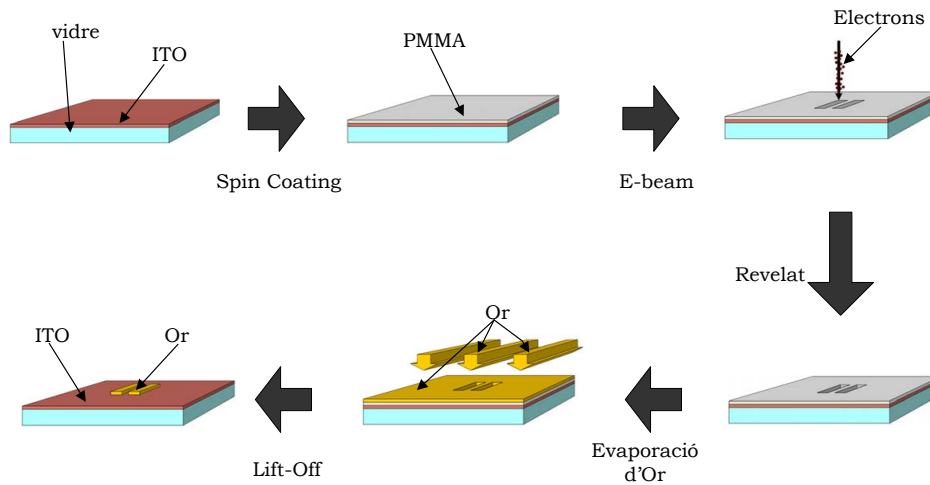 vidre
ITO
PMMA
Electrons
Spin Coating
E-beam
Revelat
Or
Evaporació
d'Or
ITO
Or
Lift-Off